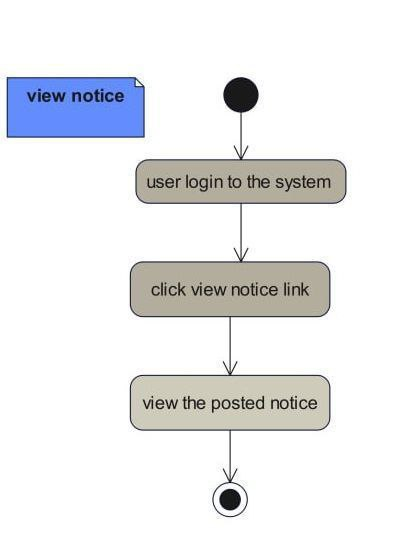 view notice
user login to the system
click view notice link
view the posted notice